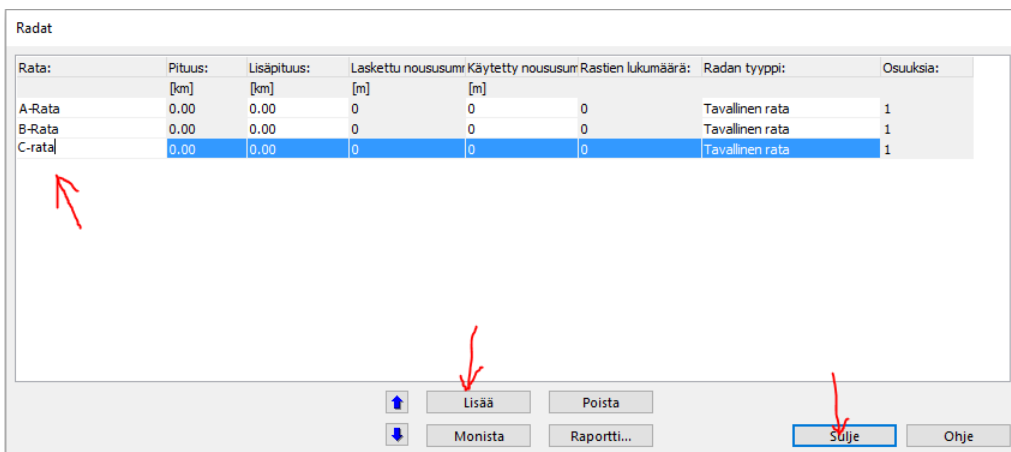 Radat
Rata: Pituus: Lisäpituus: Laskettu noususumm Käytetty noususum Rastien lukumäärä: Radan tyyppi: Osuuksia:
[km] [km] [m] [m]
A-Rata 0.00 0.00 0 0 0 Tavallinen rata 1
B-Rata 0.00 0.00 0 0 0 Tavallinen rata 1
C-rata 0.00 0.00 0 0 0 Tavallinen rata 1
Lisää Poista
Monista Raportti... Sulje Ohje